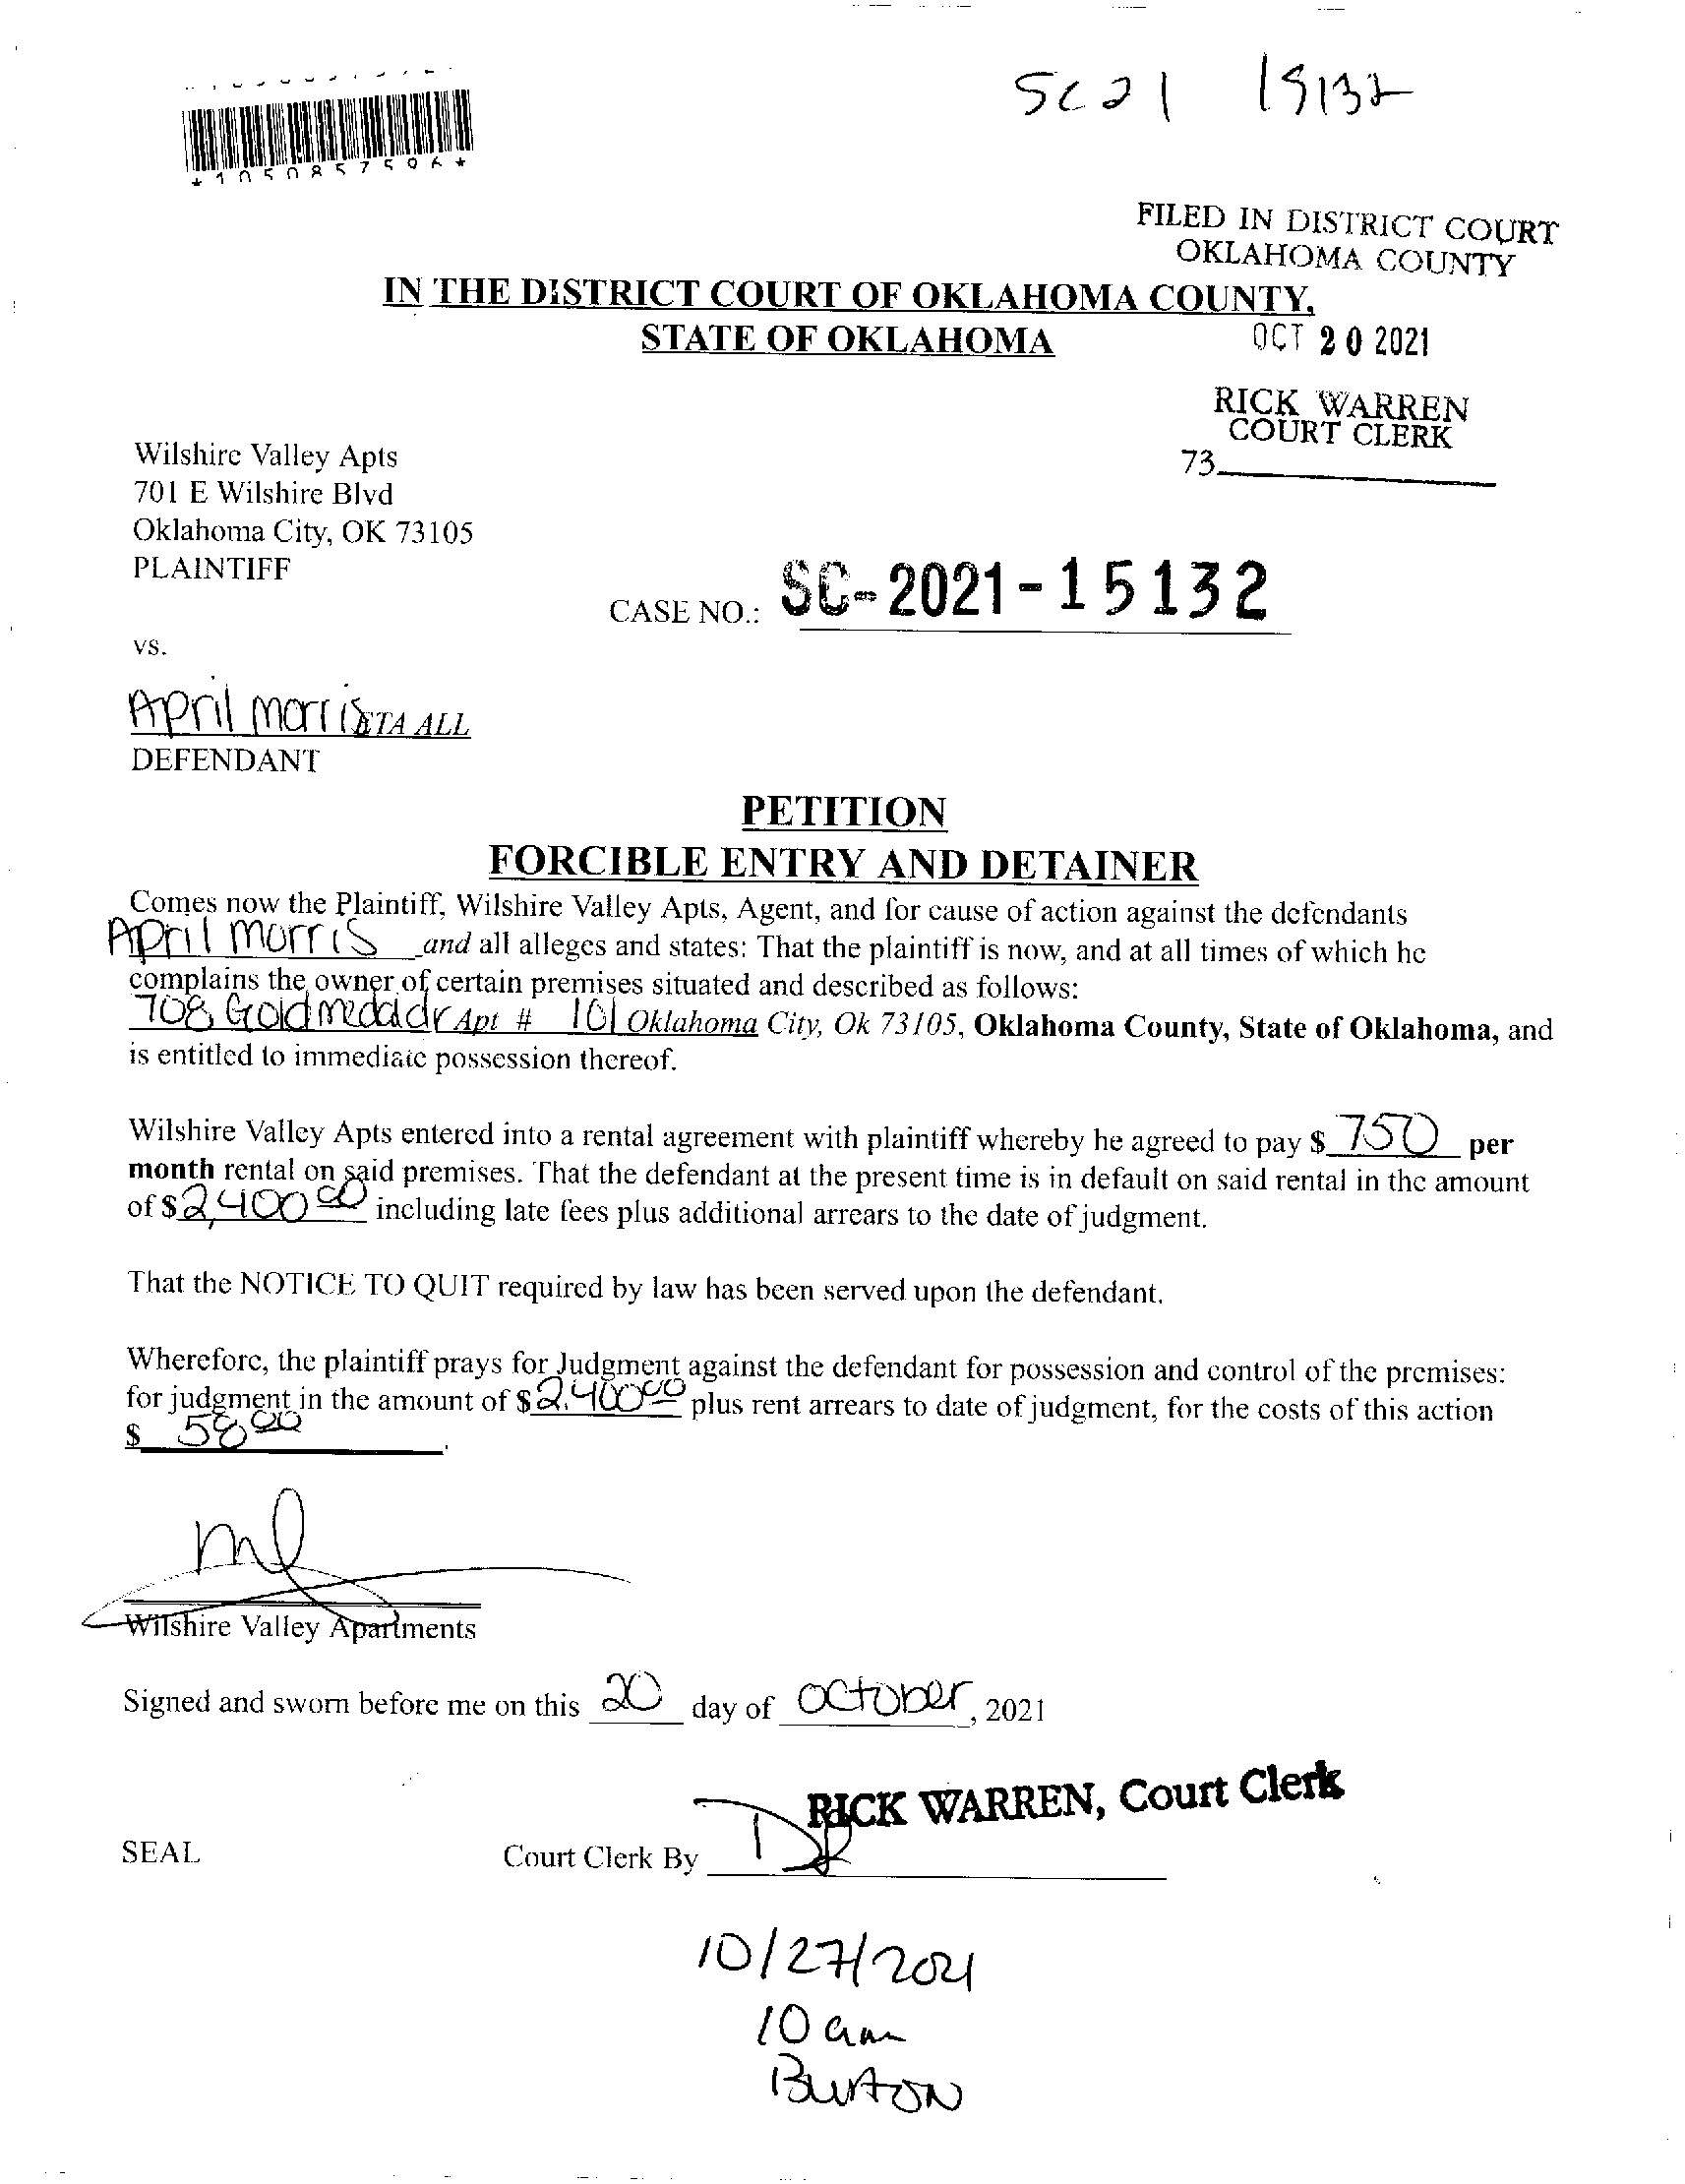 SC21 15132
*1050857506*
FILED IN DISTRICT COURT
OKLAHOMA COUNTY
IN THE DISTRICT COURT OF OKLAHOMA COUNTY,
STATE OF OKLAHOMA
OCT 20 2021
RICK WARREN
COURT CLERK
73
Wilshire Valley Apts
701 E Wilshire Blvd
Oklahoma City, OK 73105
PLAINTIFF
CASE NO.: SC-2021-15132
vs.
April morris ETA ALL
DEFENDANT
PETITION
FORCIBLE ENTRY AND DETAINER
Comes now the Plaintiff, Wilshire Valley Apts, Agent, and for cause of action against the defendants
April morris and all alleges and states: That the plaintiff is now, and at all times of which he
complains the owner of certain premises situated and described as follows:
708 Gold medal dr Apt # 101 Oklahoma City, Ok 73105, Oklahoma County, State of Oklahoma, and
is entitled to immediate possession thereof.
Wilshire Valley Apts entered into a rental agreement with plaintiff whereby he agreed to pay $ 750 per
month rental on said premises. That the defendant at the present time is in default on said rental in the amount
of $ 2,400 00 including late fees plus additional arrears to the date of judgment.
That the NOTICE TO QUIT required by law has been served upon the defendant.
Wherefore, the plaintiff prays for Judgment against the defendant for possession and control of the premises:
for judgment in the amount of $ 2,400 00 plus rent arrears to date of judgment, for the costs of this action
$ 58 00.
Wilshire Valley Apartments
Signed and sworn before me on this 20 day of october, 2021
RICK WARREN, Court Clerk
SEAL Court Clerk By
10/27/2021
10 am
Burton